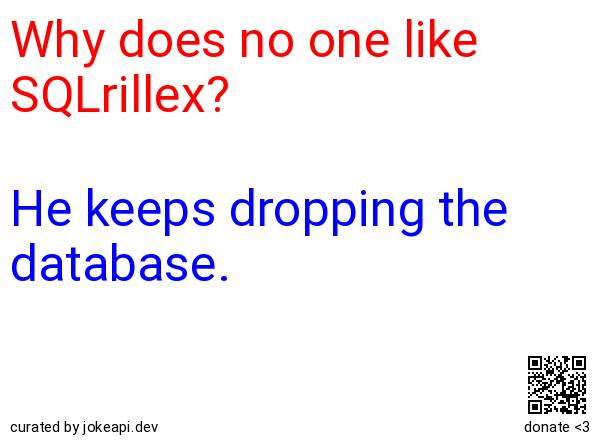 Why does no one like
SQLrillex?
He keeps dropping the
database.
curated by jokeapi.dev
donate <3